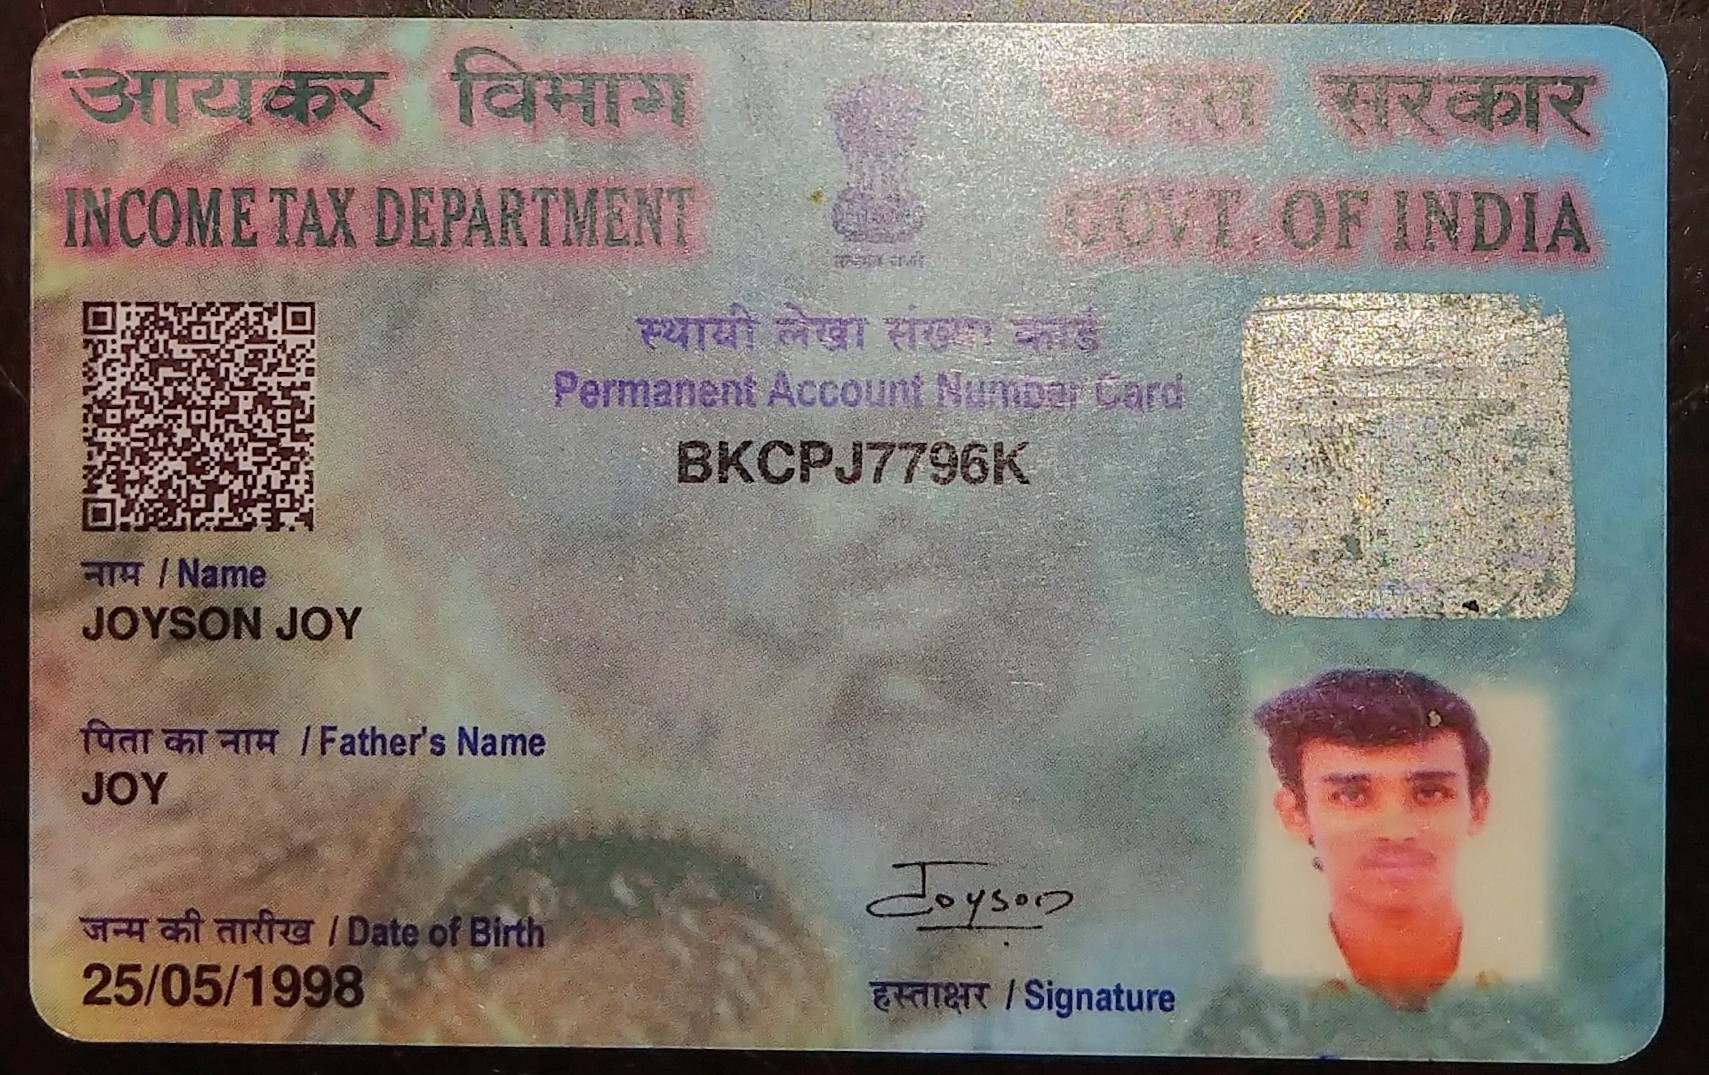 आयकर विभाग
भारत सरकार
INCOME TAX DEPARTMENT
GOVT. OF INDIA
सत्यमेव जयते
स्थायी लेखा संख्या कार्ड
Permanent Account Number Card
BKCPJ7796K
नाम / Name
JOYSON JOY
पिता का नाम / Father's Name
JOY
जन्म की तारीख / Date of Birth
25/05/1998
Joyson
हस्ताक्षर / Signature